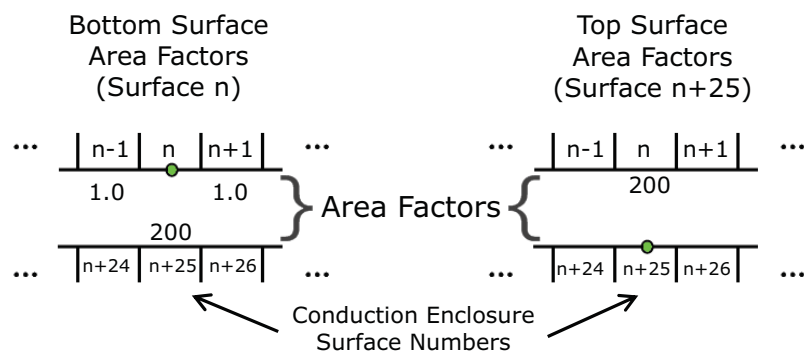 Bottom Surface
Area Factors
(Surface n)
Top Surface
Area Factors
(Surface n+25)
... n-1 n n+1 ...
... n-1 n n+1 ...
1.0 1.0
200
Area Factors
200
... n+24 n+25 n+26 ...
... n+24 n+25 n+26 ...
Conduction Enclosure
Surface Numbers